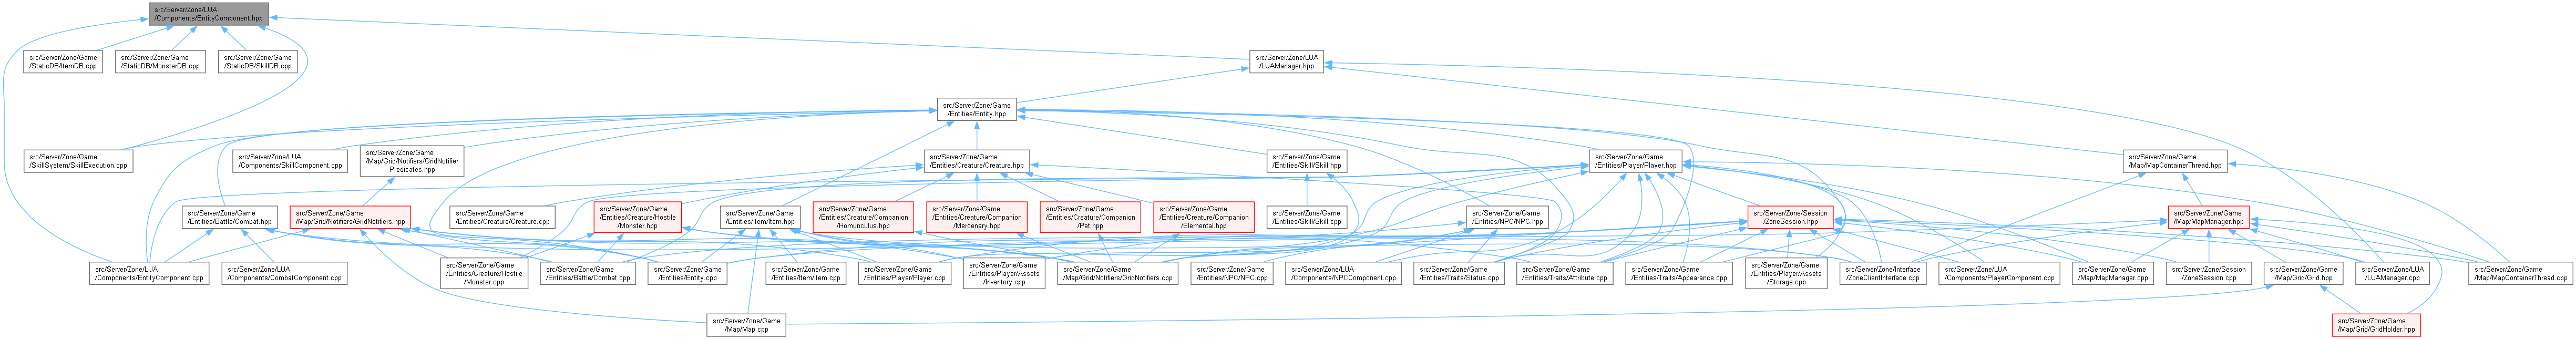 src/Server/Zone/LUA
/Components/EntityComponent.hpp
src/Server/Zone/Game
/StaticDB/ItemDB.cpp
src/Server/Zone/Game
/StaticDB/MonsterDB.cpp
src/Server/Zone/Game
/StaticDB/SkillDB.cpp
src/Server/Zone/LUA
/LUAManager.hpp
src/Server/Zone/Game
/Entities/Entity.hpp
src/Server/Zone/Game
/SkillSystem/SkillExecution.cpp
src/Server/Zone/LUA
/Components/SkillComponent.cpp
src/Server/Zone/Game
/Map/Grid/Notifiers/GridNotifier
Predicates.hpp
src/Server/Zone/Game
/Entities/Creature/Creature.hpp
src/Server/Zone/Game
/Entities/Skill/Skill.hpp
src/Server/Zone/Game
/Entities/Player/Player.hpp
src/Server/Zone/Game
/Map/MapContainerThread.hpp
src/Server/Zone/Game
/Entities/Battle/Combat.hpp
src/Server/Zone/Game
/Map/Grid/Notifiers/GridNotifiers.hpp
src/Server/Zone/Game
/Entities/Creature/Creature.cpp
src/Server/Zone/Game
/Entities/Creature/Hostile
/Monster.hpp
src/Server/Zone/Game
/Entities/Item/Item.hpp
src/Server/Zone/Game
/Entities/Creature/Companion
/Homunculus.hpp
src/Server/Zone/Game
/Entities/Creature/Companion
/Mercenary.hpp
src/Server/Zone/Game
/Entities/Creature/Companion
/Pet.hpp
src/Server/Zone/Game
/Entities/Creature/Companion
/Elemental.hpp
src/Server/Zone/Game
/Entities/Skill/Skill.cpp
src/Server/Zone/Game
/Entities/NPC/NPC.hpp
src/Server/Zone/Session
/ZoneSession.hpp
src/Server/Zone/Game
/Map/MapManager.hpp
src/Server/Zone/LUA
/Components/EntityComponent.cpp
src/Server/Zone/LUA
/Components/CombatComponent.cpp
src/Server/Zone/Game
/Entities/Creature/Hostile
/Monster.cpp
src/Server/Zone/Game
/Entities/Battle/Combat.cpp
src/Server/Zone/Game
/Entities/Entity.cpp
src/Server/Zone/Game
/Entities/Item/Item.cpp
src/Server/Zone/Game
/Entities/Player/Player.cpp
src/Server/Zone/Game
/Entities/Player/Assets
/Inventory.cpp
src/Server/Zone/Game
/Map/Grid/Notifiers/GridNotifiers.cpp
src/Server/Zone/Game
/Entities/NPC/NPC.cpp
src/Server/Zone/LUA
/Components/NPCComponent.cpp
src/Server/Zone/Game
/Entities/Traits/Status.cpp
src/Server/Zone/Game
/Entities/Traits/Attribute.cpp
src/Server/Zone/Game
/Entities/Traits/Appearance.cpp
src/Server/Zone/Game
/Entities/Player/Assets
/Storage.cpp
src/Server/Zone/Interface
/ZoneClientInterface.cpp
src/Server/Zone/LUA
/Components/PlayerComponent.cpp
src/Server/Zone/Game
/Map/MapManager.cpp
src/Server/Zone/Session
/ZoneSession.cpp
src/Server/Zone/Game
/Map/Grid/Grid.hpp
src/Server/Zone/LUA
/LUAManager.cpp
src/Server/Zone/Game
/Map/MapContainerThread.cpp
src/Server/Zone/Game
/Map/Map.cpp
src/Server/Zone/Game
/Map/Grid/GridHolder.hpp